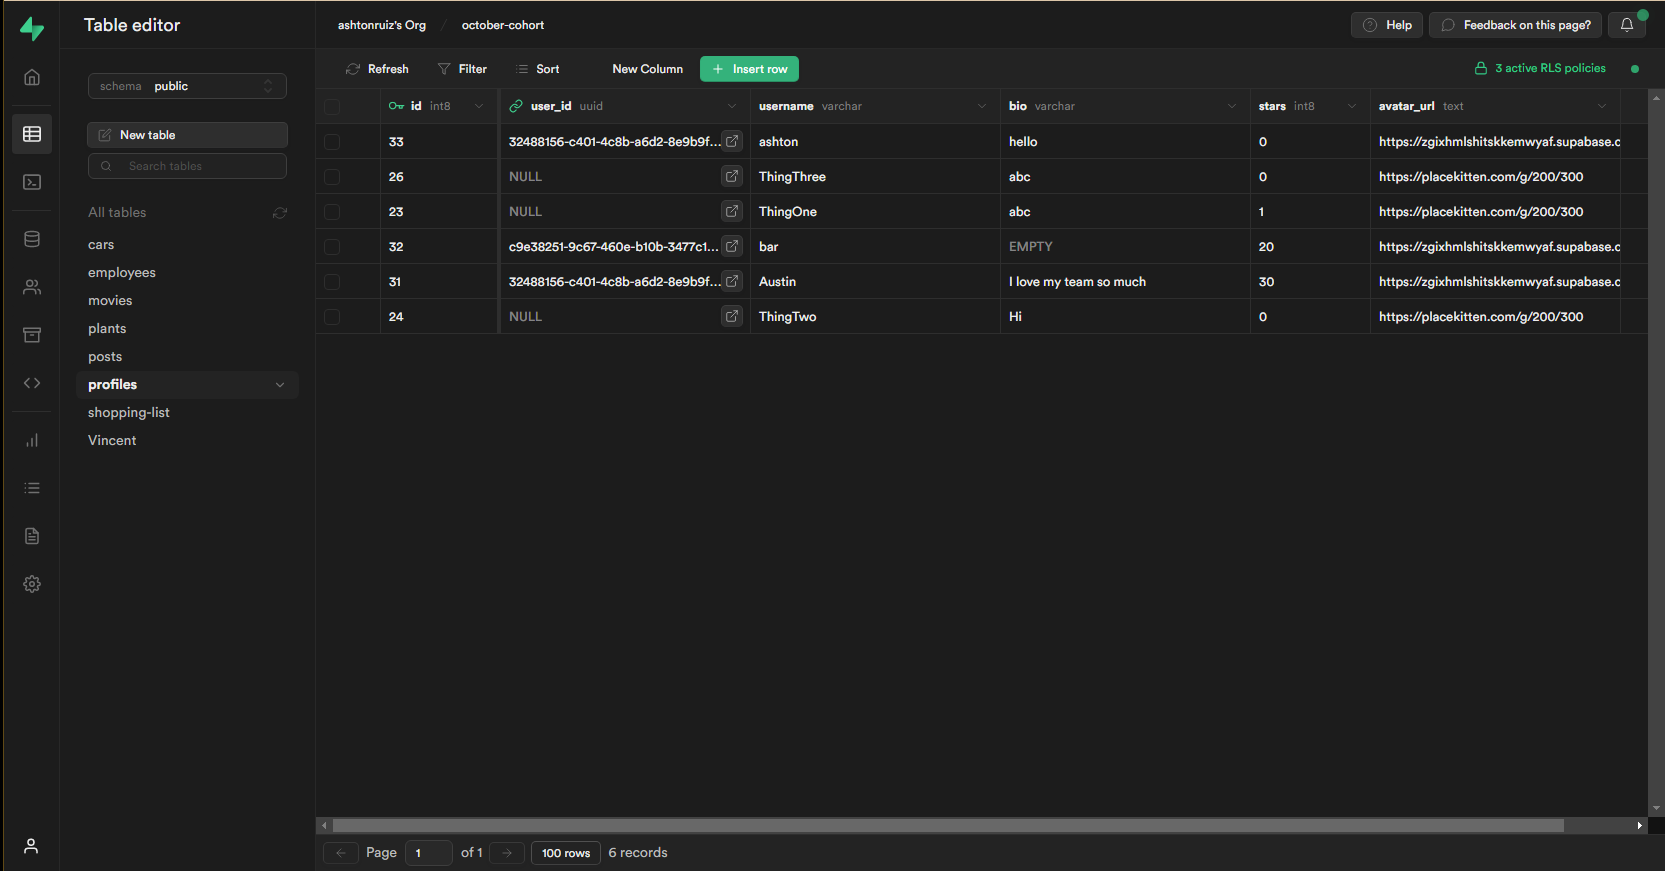 Table editor
ashtonruiz's Org / october-cohort
Help
Feedback on this page?
schema public
New table
Search tables
All tables
cars
employees
movies
plants
posts
profiles
shopping-list
Vincent
Refresh Filter Sort New Column + Insert row
3 active RLS policies
id int8 user_id uuid username varchar bio varchar stars int8 avatar_url text
33 32488156-c401-4c8b-a6d2-8e9b9f... ashton hello 0 https://zgixhmlshitskkemwyaf.supabase.c
26 NULL ThingThree abc 0 https://placekitten.com/g/200/300
23 NULL ThingOne abc 1 https://placekitten.com/g/200/300
32 c9e38251-9c67-460e-b10b-3477c1... bar EMPTY 20 https://zgixhmlshitskkemwyaf.supabase.c
31 32488156-c401-4c8b-a6d2-8e9b9f... Austin I love my team so much 30 https://zgixhmlshitskkemwyaf.supabase.c
24 NULL ThingTwo Hi 0 https://placekitten.com/g/200/300
Page 1 of 1 100 rows 6 records